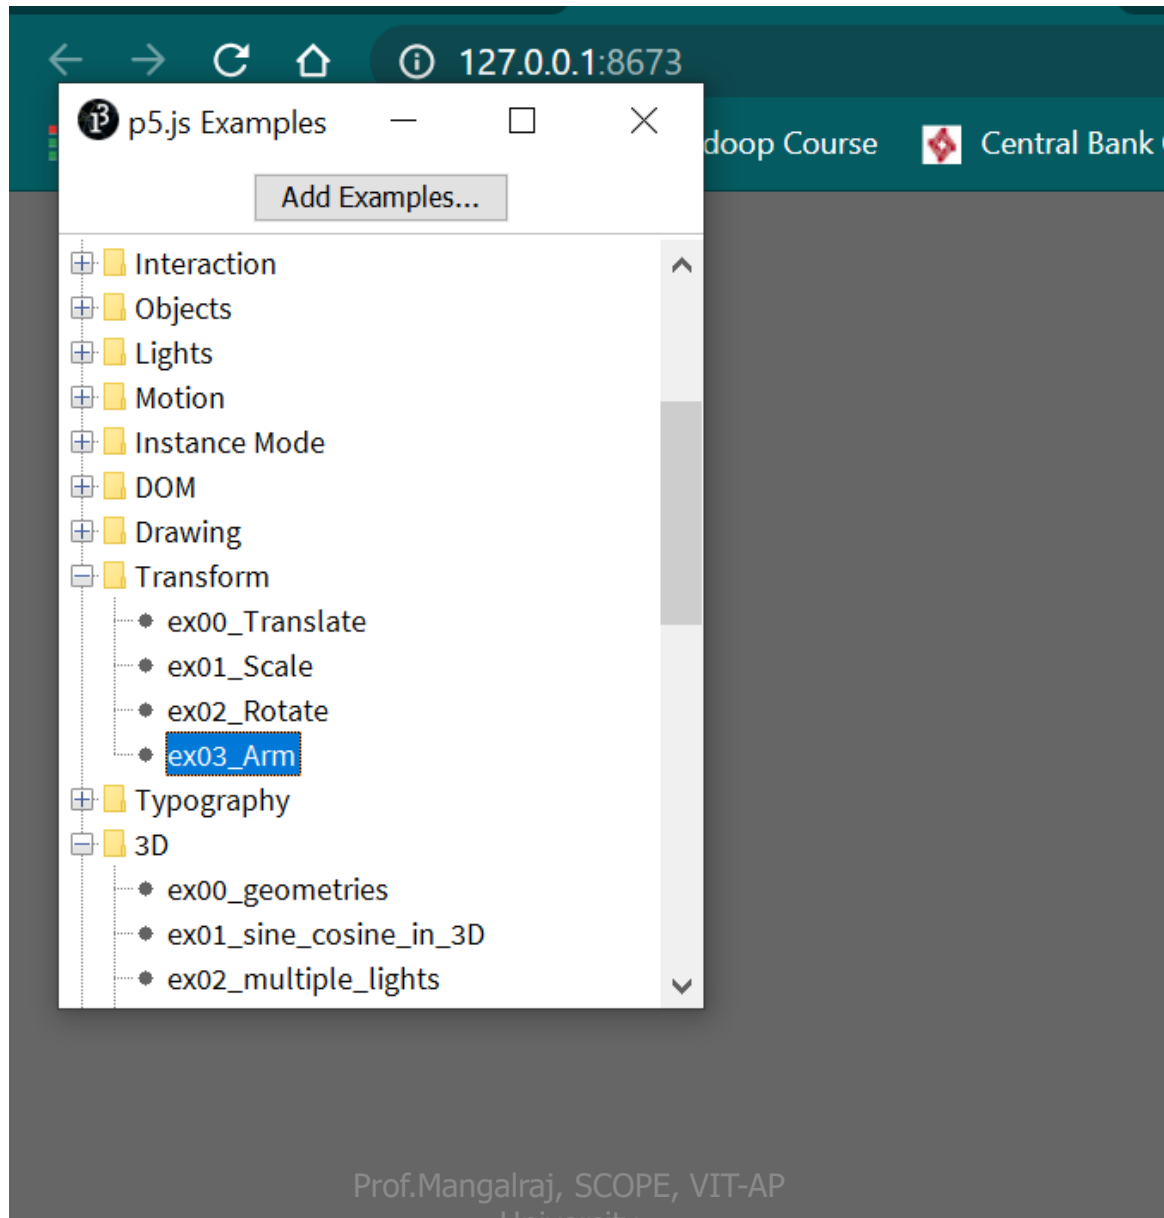 127.0.0.1:8673
p5.js Examples
doop Course
Central Bank
Add Examples...
Interaction
Objects
Lights
Motion
Instance Mode
DOM
Drawing
Transform
ex00_Translate
ex01_Scale
ex02_Rotate
ex03_Arm
Typography
3D
ex00_geometries
ex01_sine_cosine_in_3D
ex02_multiple_lights
Prof.Mangalraj, SCOPE, VIT-AP
University